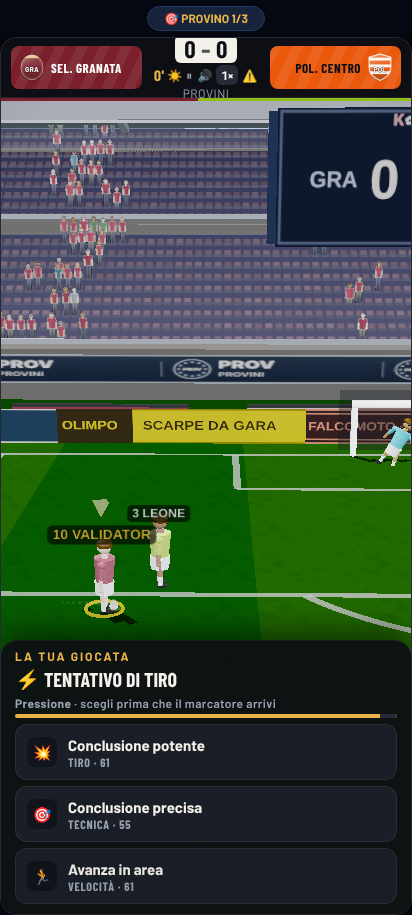 PROVINO 1/3
GRA SEL. GRANATA
0 - 0
POL. CENTRO POL
0' 1×
PROVINI
GRA 0
PROV
PROVINI
PROV
PROVINI
OLIMPO SCARPE DA GARA
3 LEONE
10 VALIDATOR
LA TUA GIOCATA
⚡ TENTATIVO DI TIRO
Pressione · scegli prima che il marcatore arrivi
Conclusione potente
TIRO · 61
Conclusione precisa
TECNICA · 55
Avanza in area
VELOCITÀ · 61